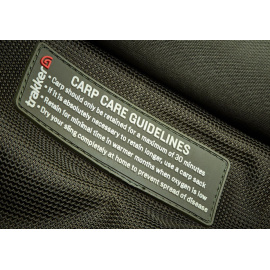 trakker
CARP CARE GUIDELINES
• Carp should only be retained for a maximum of 30 minutes
• If it is absolutely necessary to retain longer, use a carp sack
• Retain for minimal time in warmer months when oxygen is low
• Dry your sling completely at home to prevent spread of disease